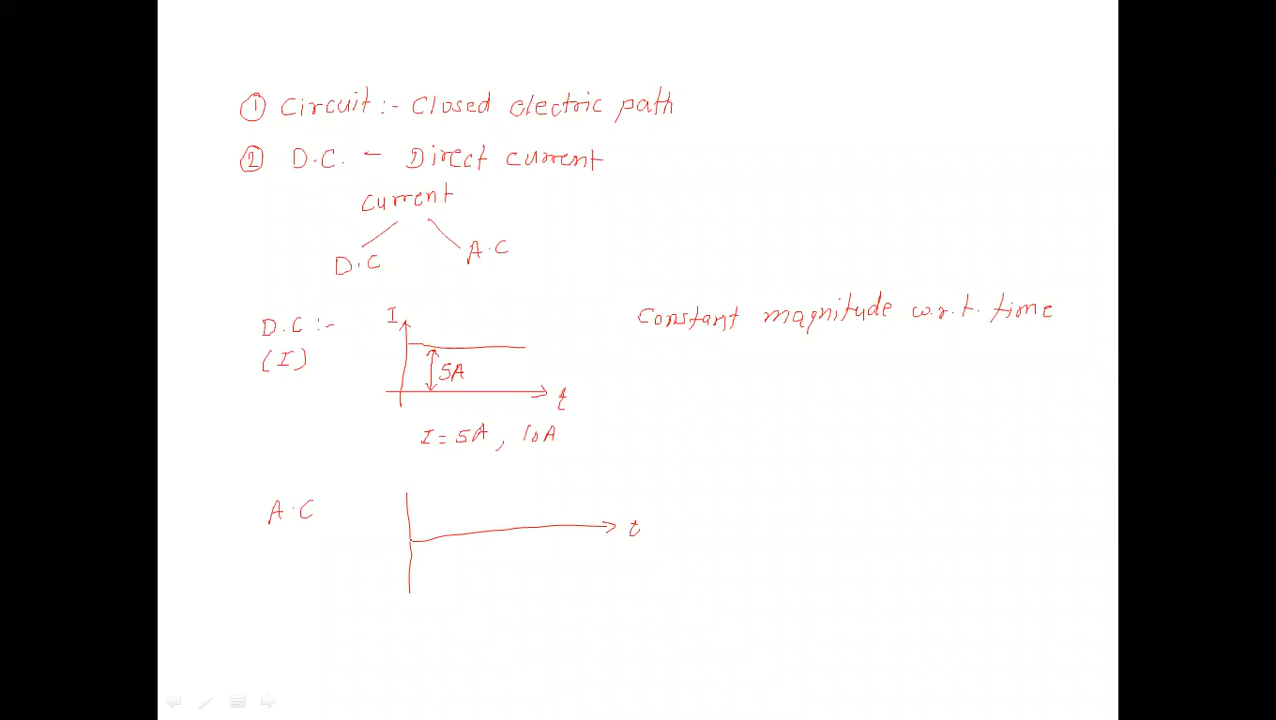 ① Circuit :- Closed electric path
② D.C. - Direct current
Current
D.C A.C
D.C :- I Constant magnitude w.r.t. time
(I)
5A
t
I = 5A , 10A
A.C
t